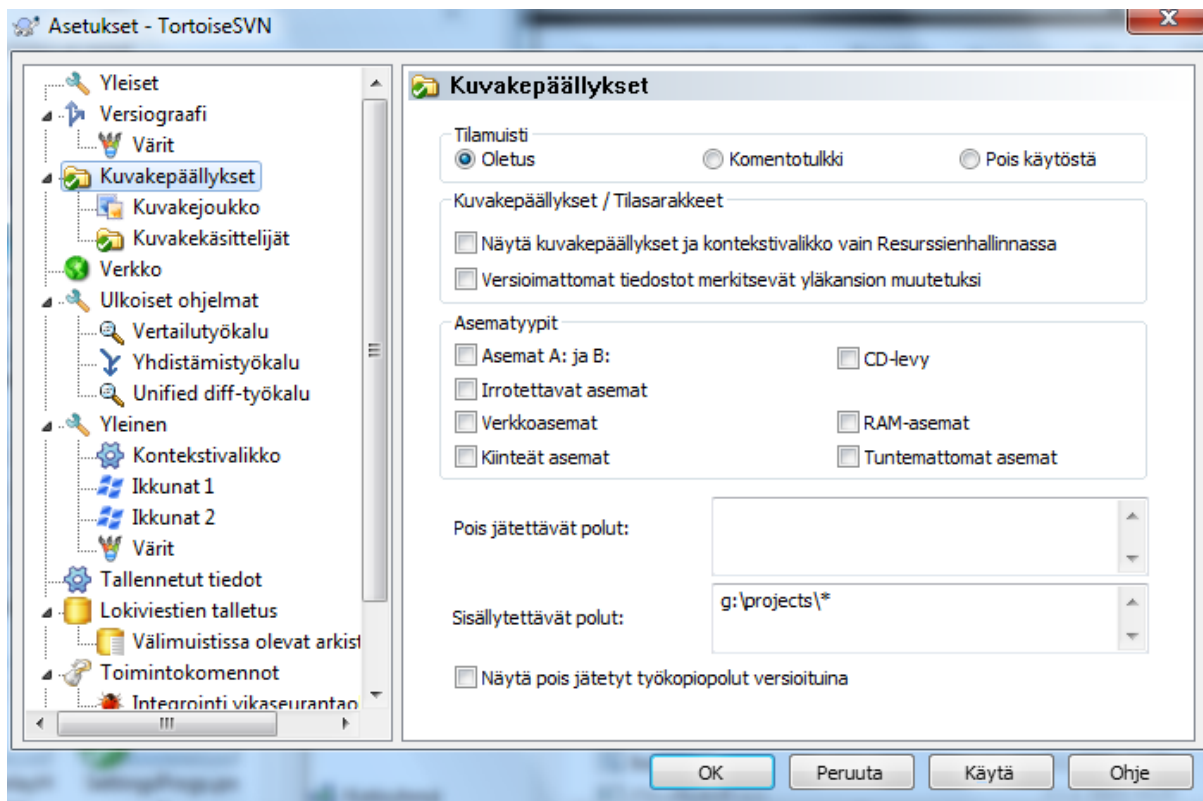 Asetukset - TortoiseSVN
Yleiset
Versiograafi
Värit
Kuvakepäällykset
Kuvakejoukko
Kuvakekäsittelijät
Verkko
Ulkoiset ohjelmat
Vertailutyökalu
Yhdistämistyökalu
Unified diff-työkalu
Yleinen
Kontekstivalikko
Ikkunat 1
Ikkunat 2
Värit
Tallennetut tiedot
Lokiviestien talletus
Välimuistissa olevat arkist
Toimintokomennot
Integrointi vikaseurantao
Kuvakepäällykset
Tilamuisti
Oletus Komentotulkki Pois käytöstä
Kuvakepäällykset / Tilasarakkeet
Näytä kuvakepäällykset ja kontekstivalikko vain Resurssienhallinnassa
Versioimattomat tiedostot merkitsevät yläkansion muutetuksi
Asematyypit
Asemat A: ja B: CD-levy
Irrotettavat asemat
Verkkoasemat RAM-asemat
Kiinteät asemat Tuntemattomat asemat
Pois jätettävät polut:
Sisällytettävät polut: g:\projects\*
Näytä pois jätetyt työkopiopolut versioituina
OK Peruuta Käytä Ohje